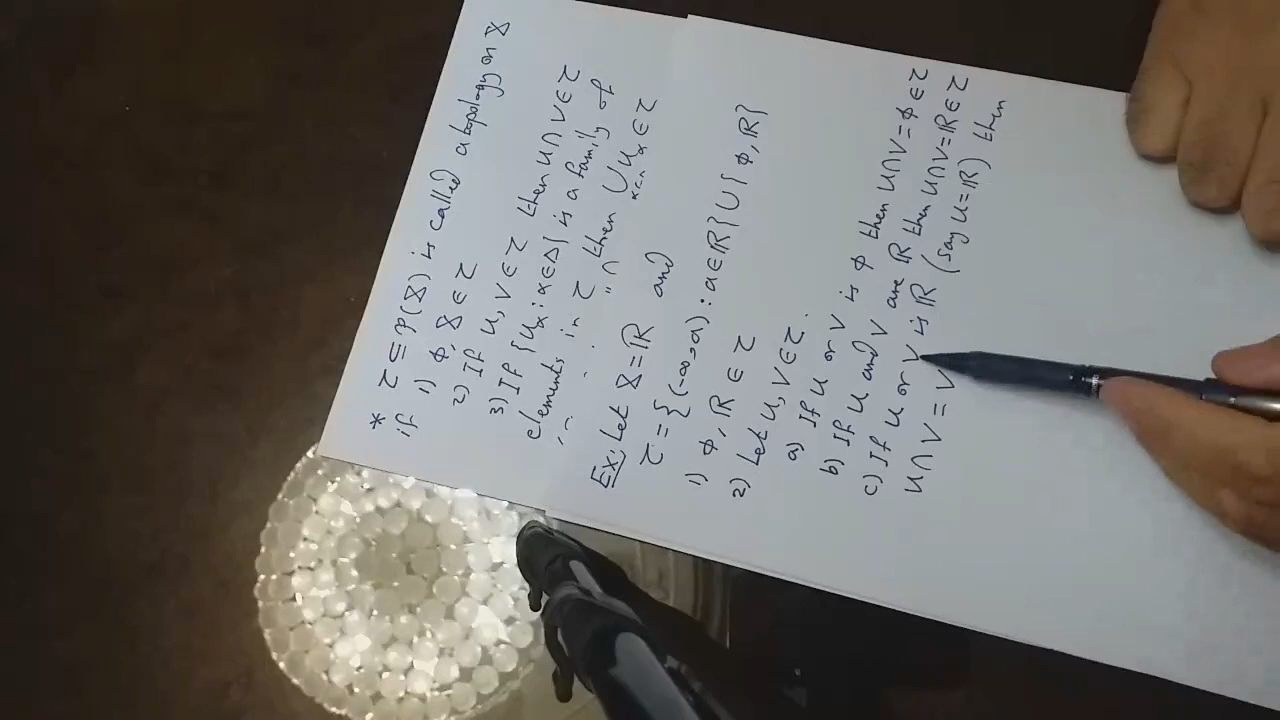 * τ ⊆ P(X) is called a topology on X
if 1) φ, X ∈ τ
2) If U, V ∈ τ then U ∩ V ∈ τ
3) If {Uα : α ∈ Δ} is a family of
elements in τ then ∪ Uα ∈ τ
α ∈ Δ
Ex: Let X = ℝ and
τ = {(-∞, a) : a ∈ ℝ} ∪ {φ, ℝ}
1) φ, ℝ ∈ τ
2) Let U, V ∈ τ.
a) If U or V is φ then U ∩ V = φ ∈ τ
b) If U and V are ℝ then U ∩ V = ℝ ∈ τ
c) If U or V is ℝ (say U = ℝ) then
U ∩ V = V